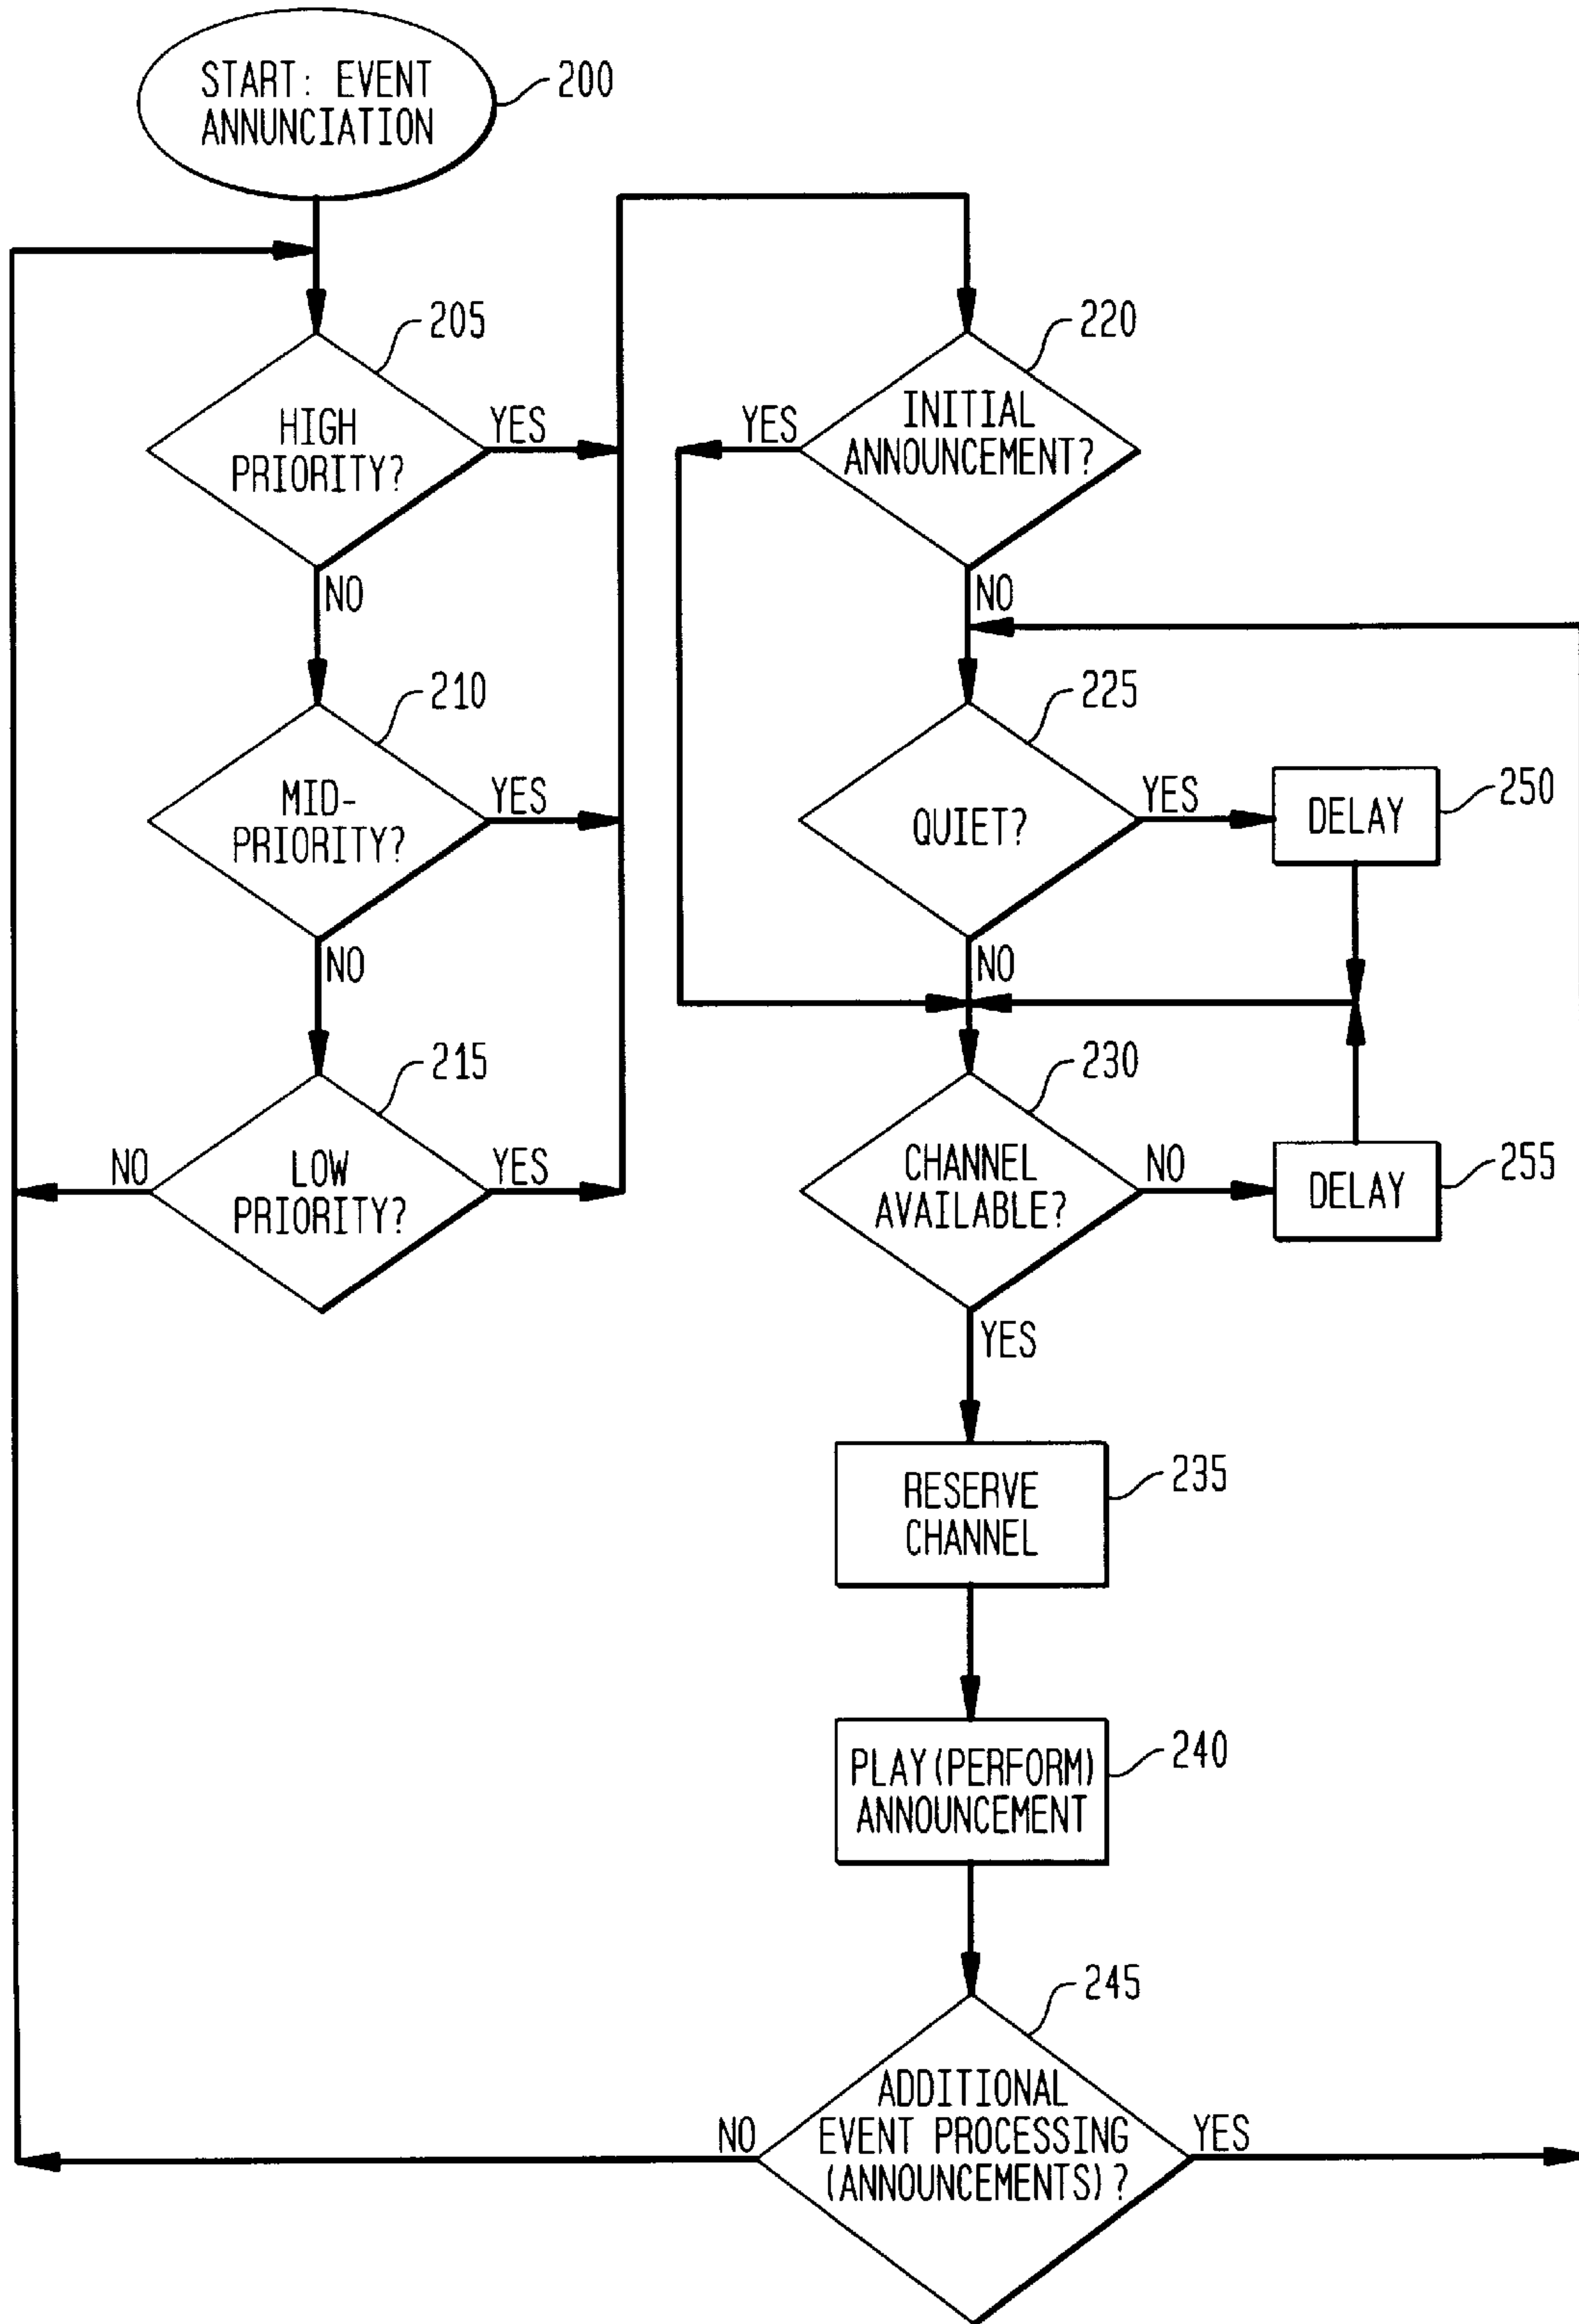 START: EVENT
ANNUNCIATION
200
205
HIGH
PRIORITY?
YES
NO
210
MID-
PRIORITY?
YES
NO
215
LOW
PRIORITY?
NO
YES
220
INITIAL
ANNOUNCEMENT?
YES
NO
225
QUIET?
YES
NO
DELAY
250
230
CHANNEL
AVAILABLE?
NO
YES
DELAY
255
RESERVE
CHANNEL
235
PLAY(PERFORM)
ANNOUNCEMENT
240
245
ADDITIONAL
EVENT PROCESSING
(ANNOUNCEMENTS)?
NO
YES